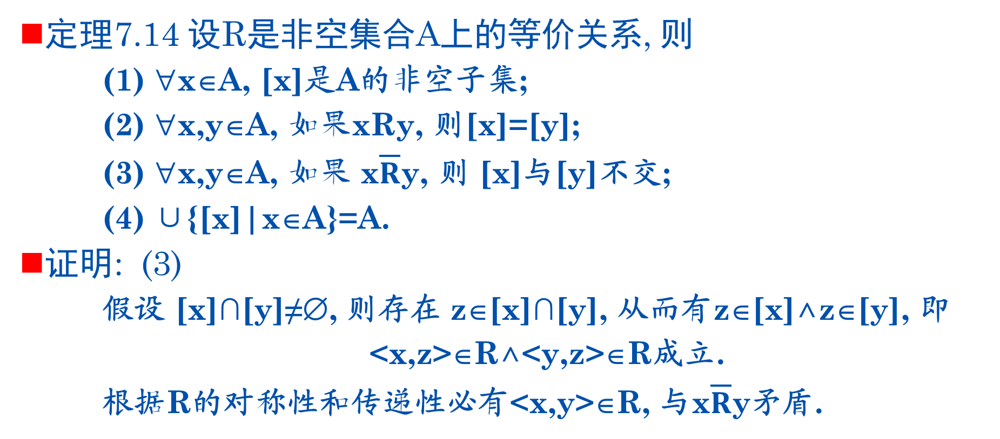 定理7.14 设R是非空集合A上的等价关系, 则
(1) ∀x∈A, [x]是A的非空子集;
(2) ∀x,y∈A, 如果xRy, 则[x]=[y];
(3) ∀x,y∈A, 如果 xR̅y, 则 [x]与[y]不交;
(4) ∪{[x] | x∈A}=A.
证明: (3)
假设 [x]∩[y]≠∅, 则存在 z∈[x]∩[y], 从而有z∈[x]∧z∈[y], 即
<x,z>∈R∧<y,z>∈R成立.
根据R的对称性和传递性必有<x,y>∈R, 与xR̅y矛盾.